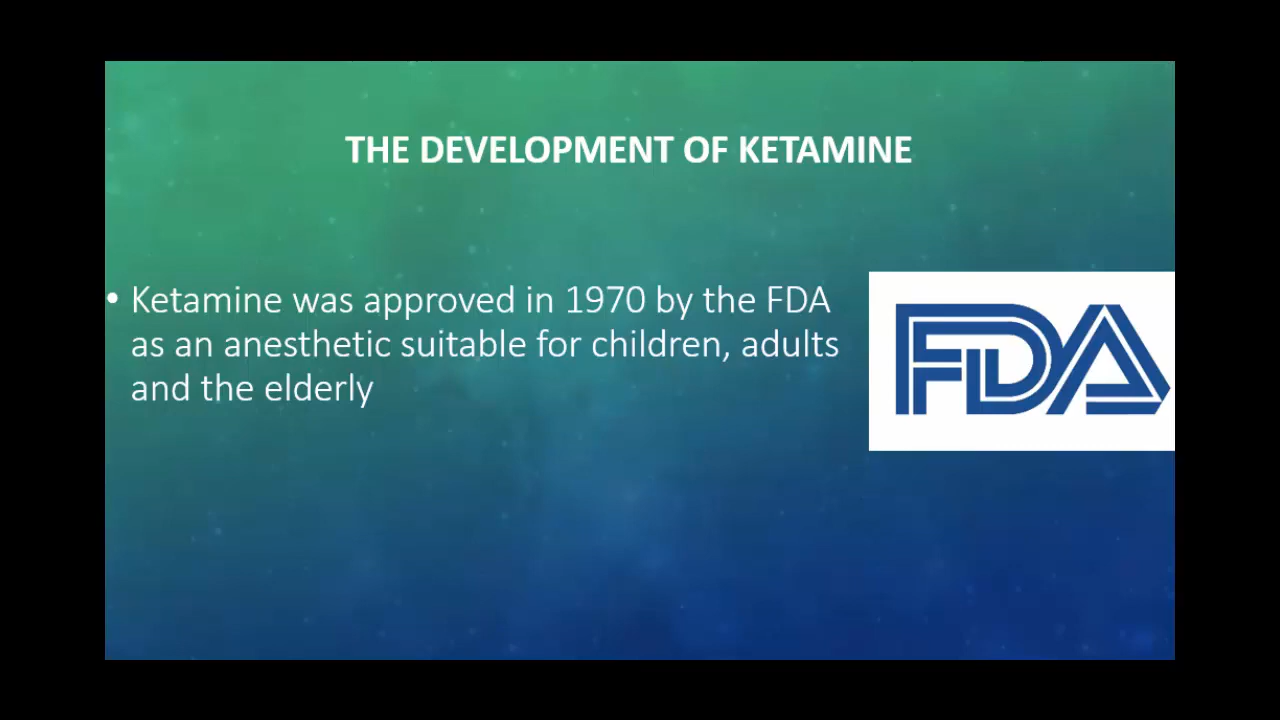 THE DEVELOPMENT OF KETAMINE
• Ketamine was approved in 1970 by the FDA
as an anesthetic suitable for children, adults
and the elderly
FDA